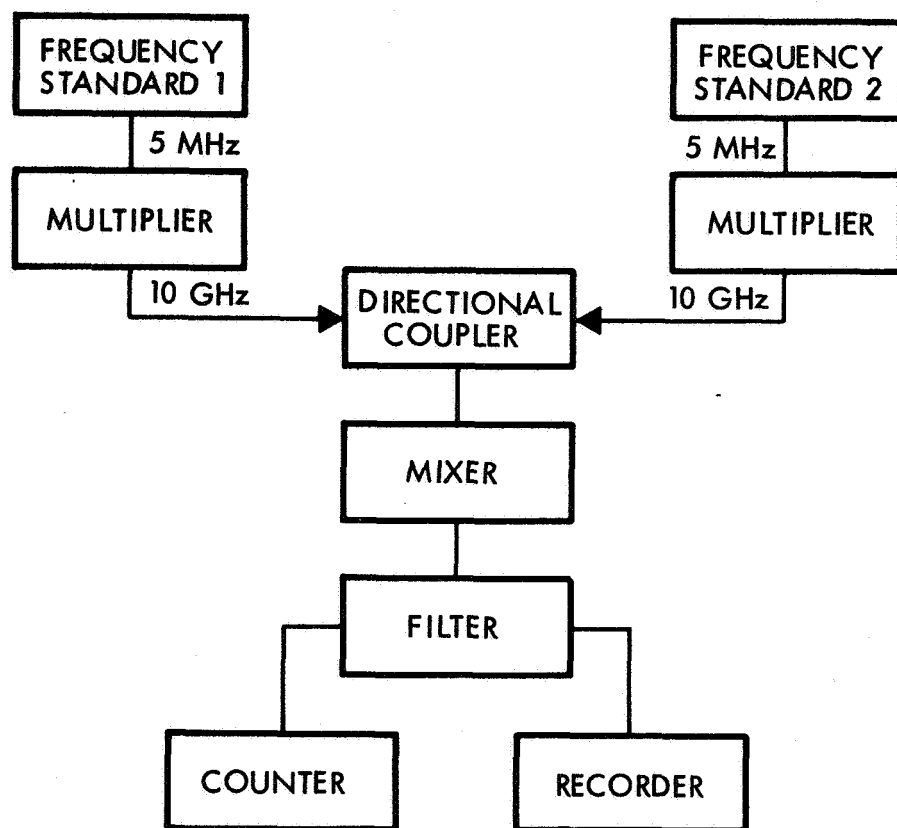 FREQUENCY
STANDARD 1
5 MHz
MULTIPLIER
10 GHz
FREQUENCY
STANDARD 2
5 MHz
MULTIPLIER
10 GHz
DIRECTIONAL
COUPLER
MIXER
FILTER
COUNTER
RECORDER